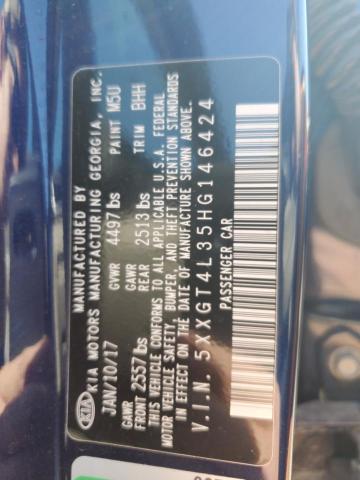 MANUFACTURED BY
KIA KIA MOTORS MANUFACTURING GEORGIA, INC.
JAN/10/17 GVWR 4497 lbs PAINT M5U
GAWR FRONT 2557 lbs GAWR REAR 2513 lbs TRIM BHH
THIS VEHICLE CONFORMS TO ALL APPLICABLE U.S.A. FEDERAL
MOTOR VEHICLE SAFETY, BUMPER, AND THEFT PREVENTION STANDARDS
IN EFFECT ON THE DATE OF MANUFACTURE SHOWN ABOVE.
V.I.N. 5XXGT4L35HG146424
PASSENGER CAR